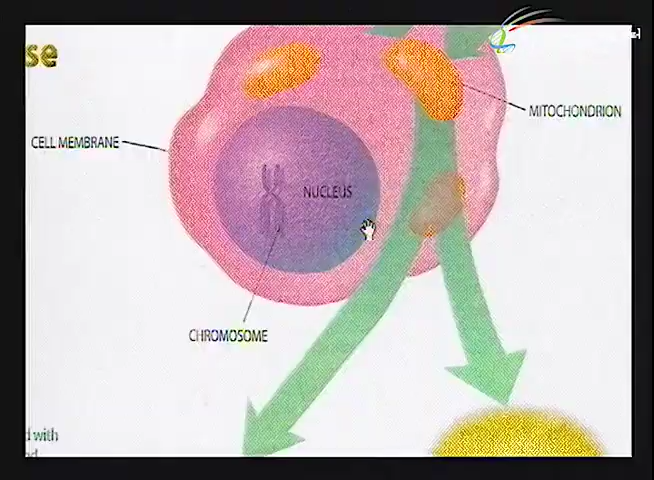 se
MITOCHONDRION
CELL MEMBRANE
NUCLEUS
CHROMOSOME
d with